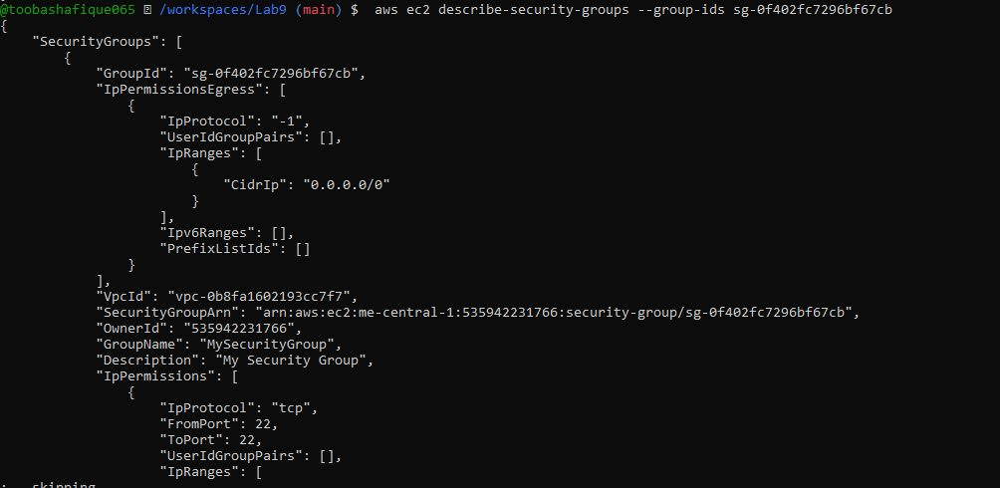 @toobashafique065 /workspaces/Lab9 (main) $ aws ec2 describe-security-groups --group-ids sg-0f402fc7296bf67cb
{
    "SecurityGroups": [
        {
            "GroupId": "sg-0f402fc7296bf67cb",
            "IpPermissionsEgress": [
                {
                    "IpProtocol": "-1",
                    "UserIdGroupPairs": [],
                    "IpRanges": [
                        {
                            "CidrIp": "0.0.0.0/0"
                        }
                    ],
                    "Ipv6Ranges": [],
                    "PrefixListIds": []
                }
            ],
            "VpcId": "vpc-0b8fa1602193cc7f7",
            "SecurityGroupArn": "arn:aws:ec2:me-central-1:535942231766:security-group/sg-0f402fc7296bf67cb",
            "OwnerId": "535942231766",
            "GroupName": "MySecurityGroup",
            "Description": "My Security Group",
            "IpPermissions": [
                {
                    "IpProtocol": "tcp",
                    "FromPort": 22,
                    "ToPort": 22,
                    "UserIdGroupPairs": [],
                    "IpRanges": [
skipping